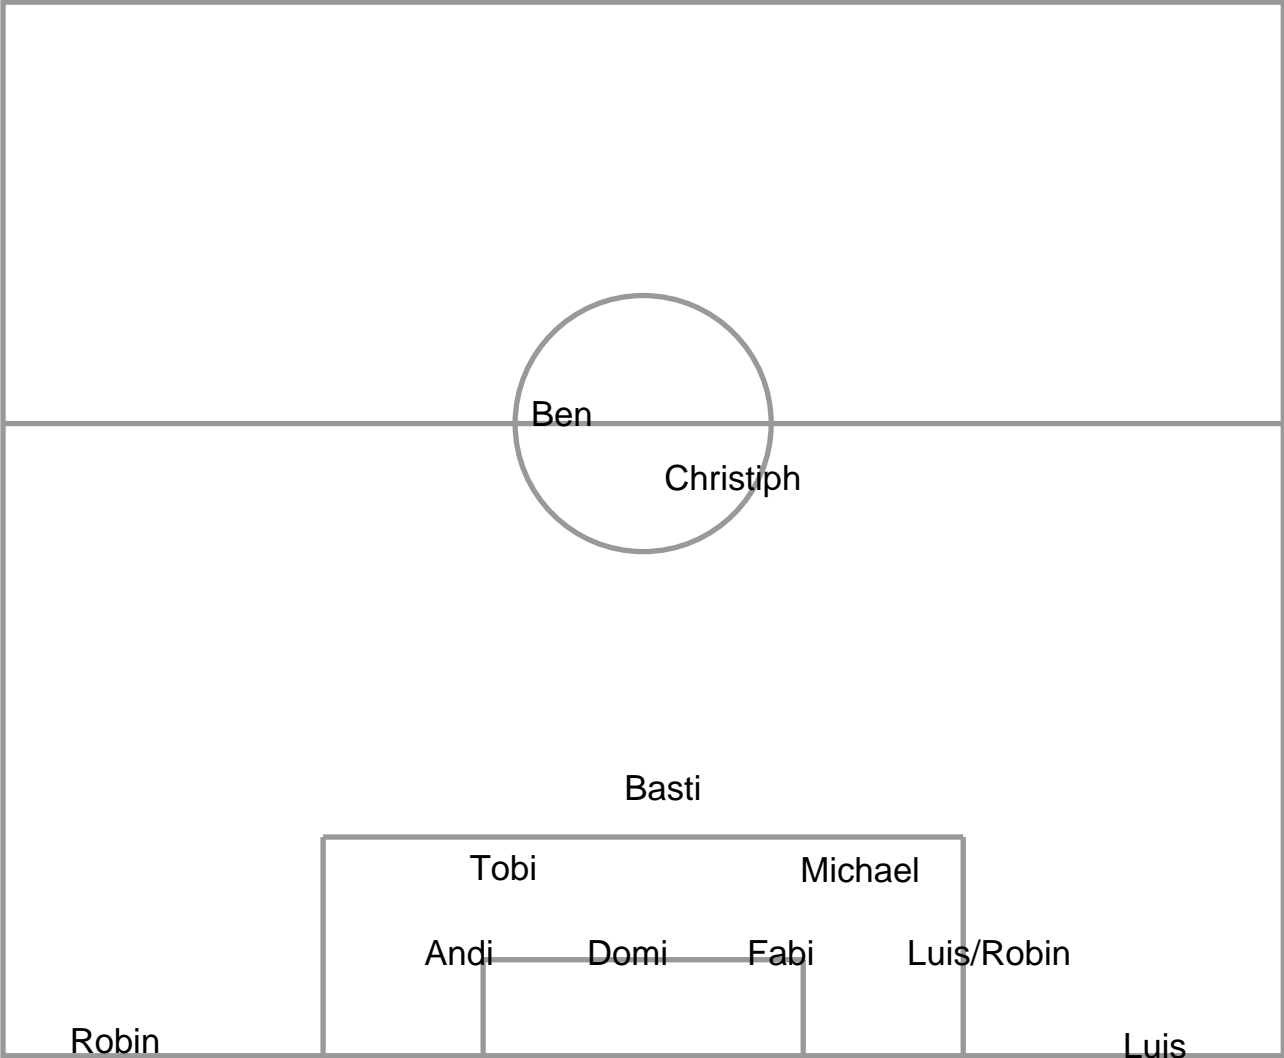 Ben
Christiph
Basti
Tobi
Michael
Andi
Domi
Fabi
Luis/Robin
Robin
Luis